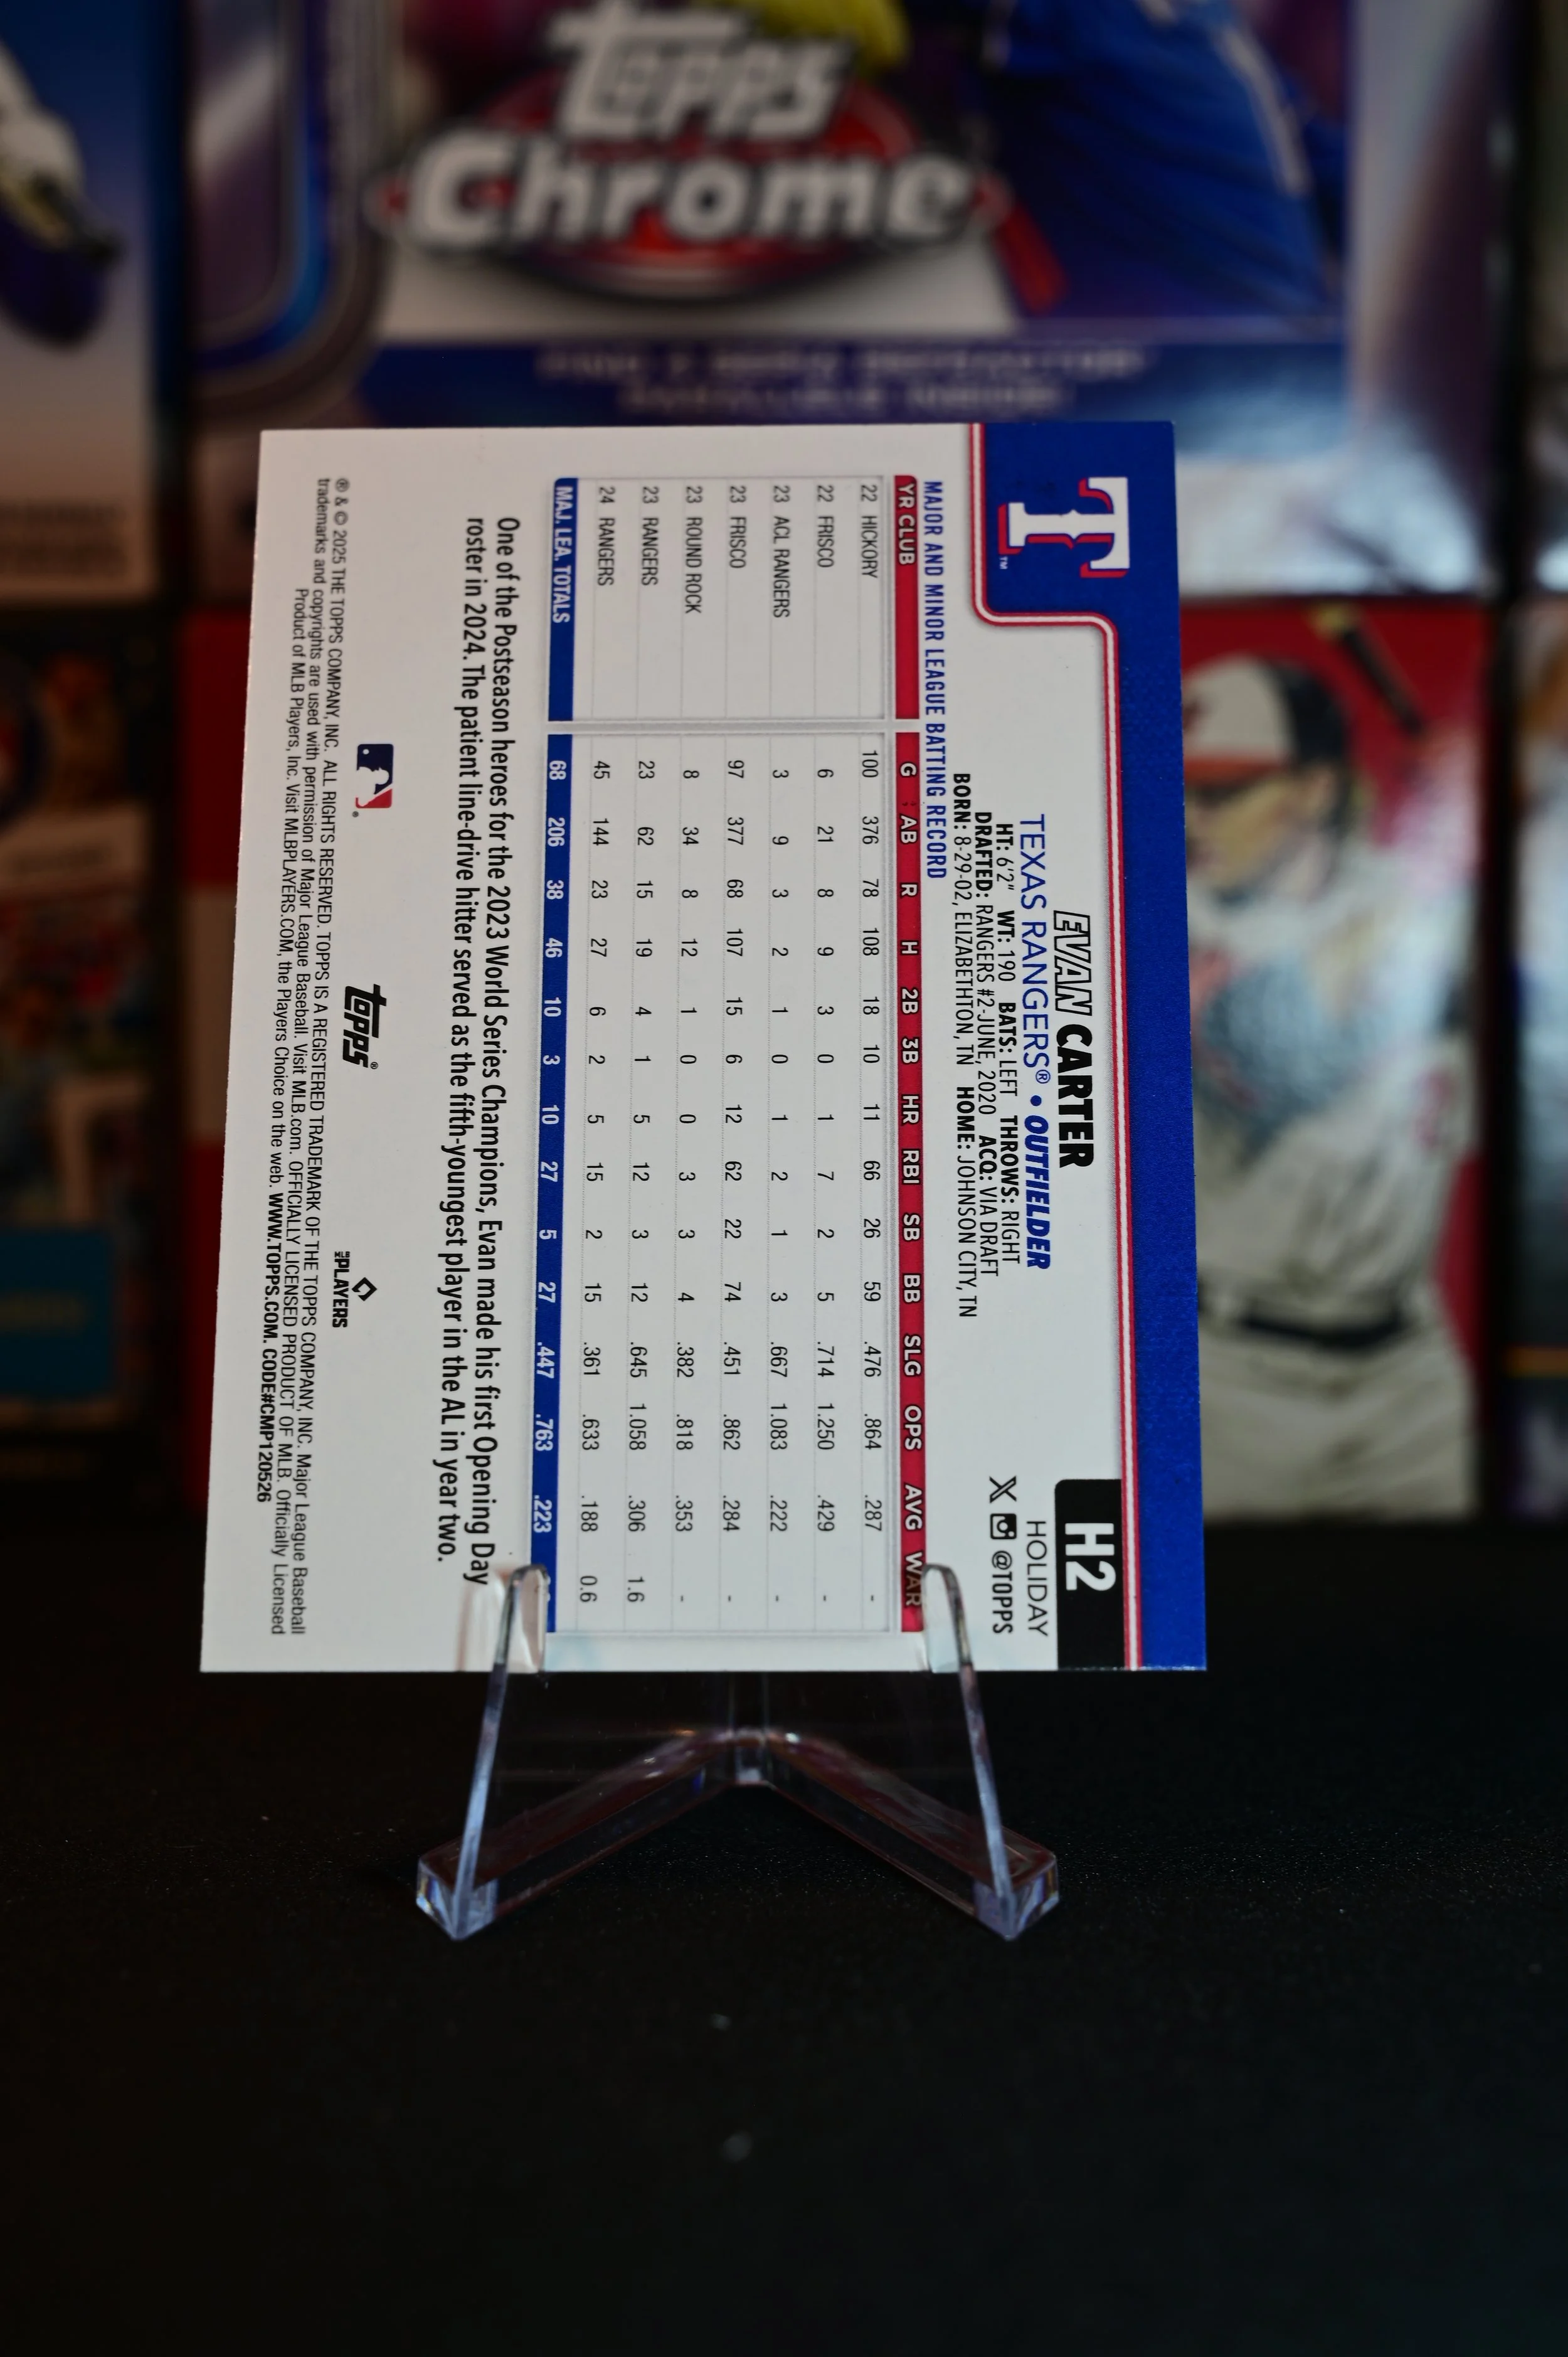 Topps
Chrome
H2
HOLIDAY
@TOPPS
T™
EVAN CARTER
TEXAS RANGERS® • OUTFIELDER
HT: 6'2" WT: 190 BATS: LEFT THROWS: RIGHT
DRAFTED: RANGERS #2-JUNE, 2020 ACQ: VIA DRAFT
BORN: 8-29-02, ELIZABETHTON, TN HOME: JOHNSON CITY, TN
MAJOR AND MINOR LEAGUE BATTING RECORD
YR CLUB G AB R H 2B 3B HR RBI SB BB SLG OPS AVG WAR
22 HICKORY 100 376 78 108 18 10 11 66 26 59 .476 .864 .287 -
22 FRISCO 6 21 8 9 3 0 1 7 2 5 .714 1.250 .429 -
23 ACL RANGERS 3 9 3 2 1 0 1 2 1 3 .667 1.083 .222 -
23 FRISCO 97 377 68 107 15 6 12 62 22 74 .451 .862 .284 -
23 ROUND ROCK 8 34 8 12 1 0 0 3 3 4 .382 .818 .353 -
23 RANGERS 23 62 15 19 4 1 5 12 3 12 .645 1.058 .306 1.6
24 RANGERS 45 144 23 27 6 2 5 15 2 15 .361 .633 .188 0.6
MAJ. LEA. TOTALS 68 206 38 46 10 3 10 27 5 27 .447 .763 .223
One of the Postseason heroes for the 2023 World Series Champions, Evan made his first Opening Day
roster in 2024. The patient line-drive hitter served as the fifth-youngest player in the AL in year two.
topps®
MLB PLAYERS
® & © 2025 THE TOPPS COMPANY, INC. ALL RIGHTS RESERVED. TOPPS IS A REGISTERED TRADEMARK OF THE TOPPS COMPANY, INC. Major League Baseball
trademarks and copyrights are used with permission of Major League Baseball. Visit MLB.com. OFFICIALLY LICENSED PRODUCT OF MLB. Officially Licensed
Product of MLB Players, Inc. Visit MLBPLAYERS.COM, the Players Choice on the web. WWW.TOPPS.COM. CODE#CMP120526